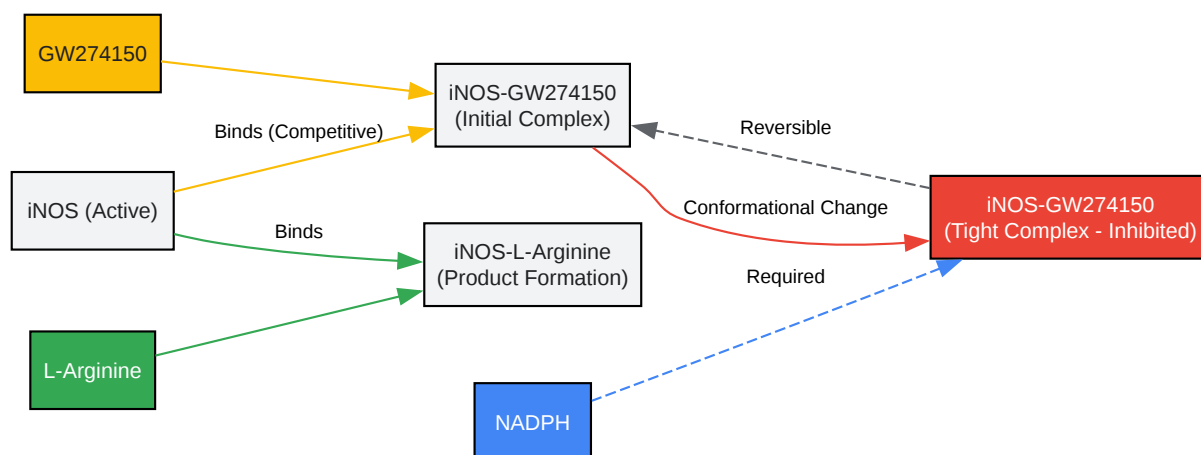 GW274150
iNOS-GW274150
(Initial Complex)
Binds (Competitive)
Reversible
iNOS (Active)
iNOS-GW274150
(Tight Complex - Inhibited)
Conformational Change
Binds
iNOS-L-Arginine
(Product Formation)
Required
L-Arginine
NADPH